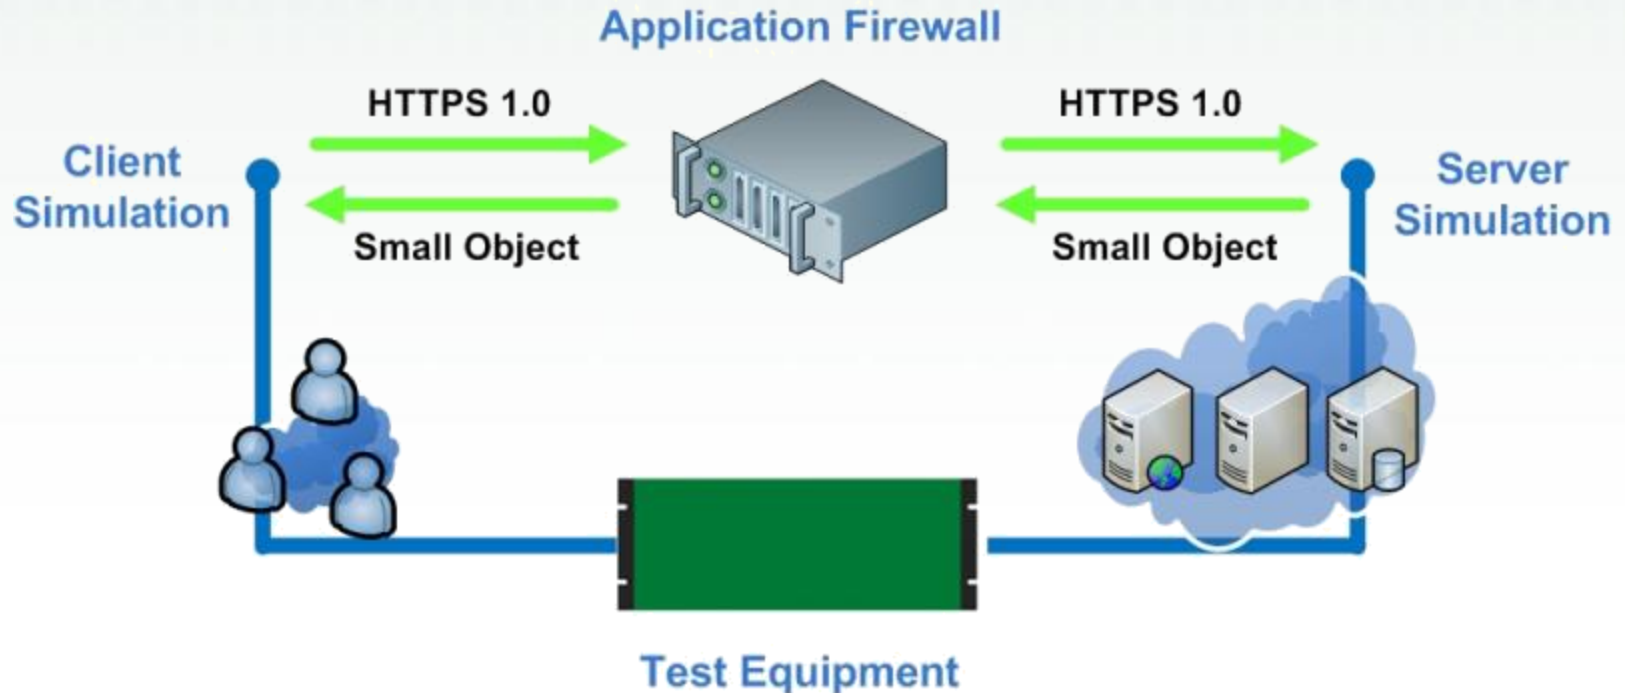 Application Firewall
HTTPS 1.0
HTTPS 1.0
Client
Simulation
Server
Simulation
Small Object
Small Object
Test Equipment